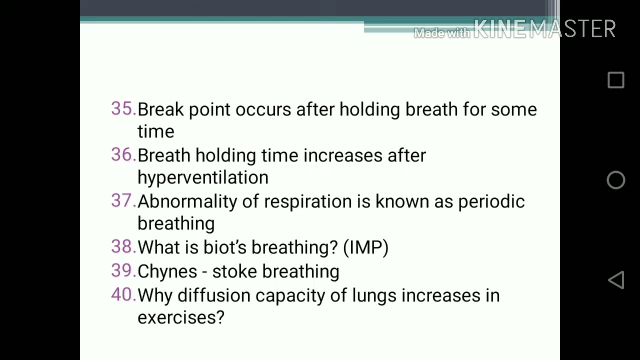 Made with KINEMASTER
35. Break point occurs after holding breath for some
time
36. Breath holding time increases after
hyperventilation
37. Abnormality of respiration is known as periodic
breathing
38. What is biot's breathing? (IMP)
39. Chynes - stoke breathing
40. Why diffusion capacity of lungs increases in
exercises?